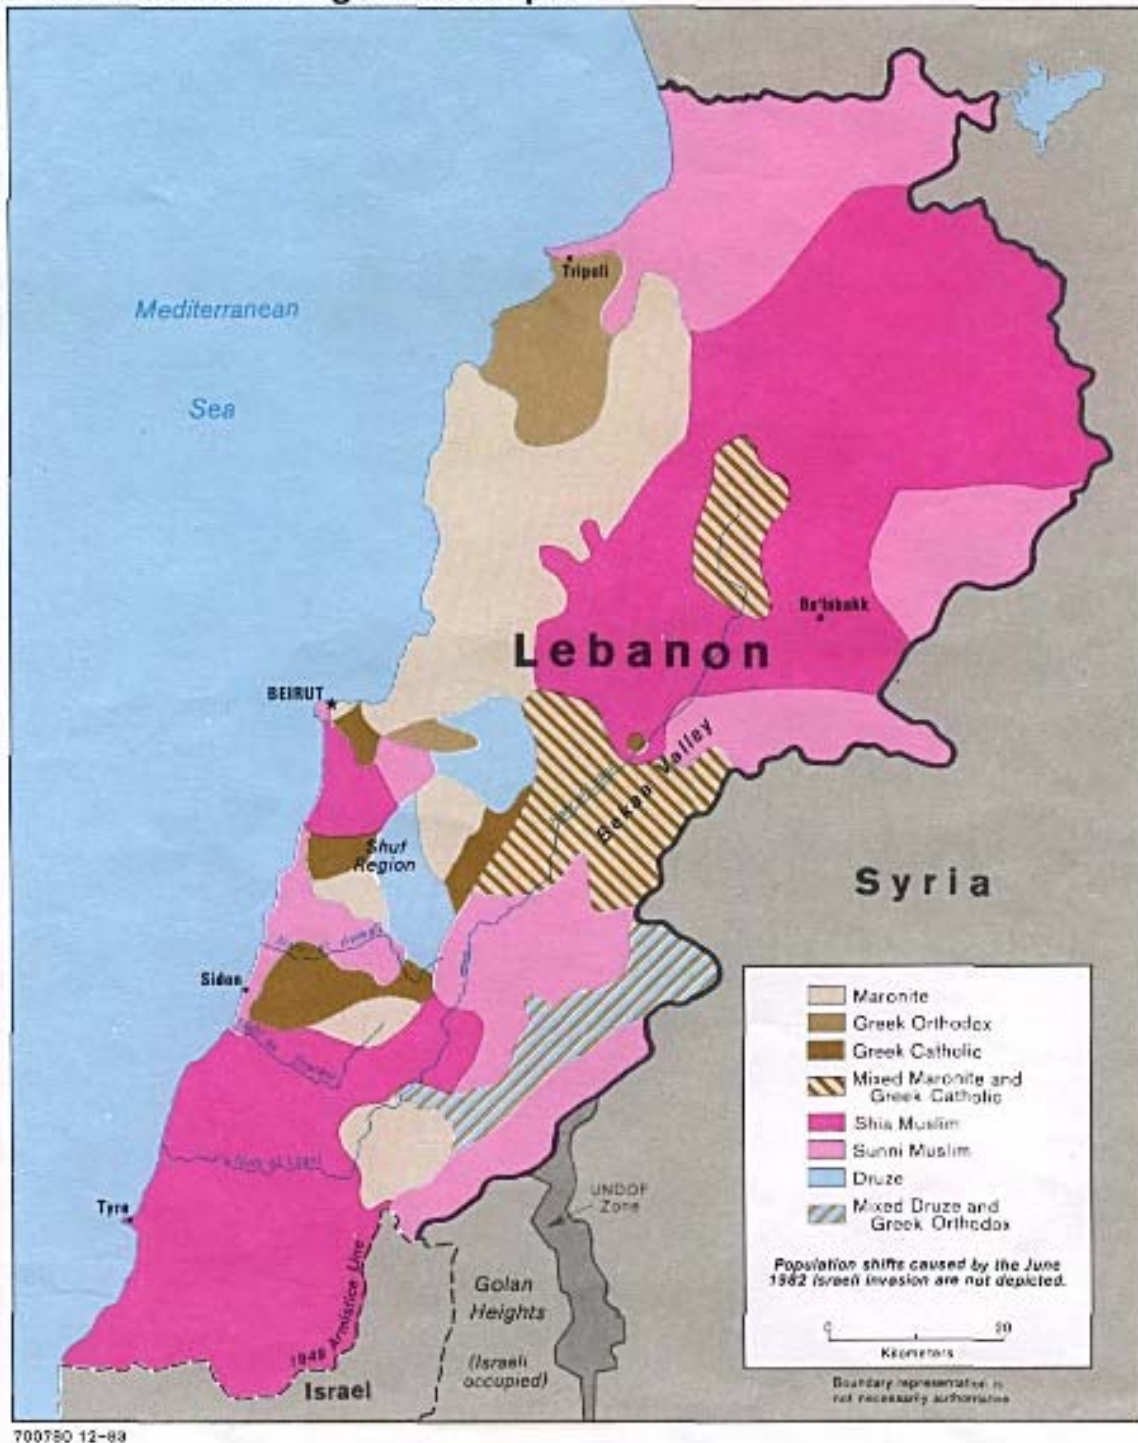 Tripoli
Mediterranean
Sea
Ba'labakk
Lebanon
BEIRUT
Bekaa Valley
Shuf
Region
Syria
Sidon
Maronite
Greek Orthodox
Greek Catholic
Mixed Maronite and
Greek Catholic
Shia Muslim
Sunni Muslim
Druze
Mixed Druze and
Greek Orthodox
Population shifts caused by the June
1982 Israeli invasion are not depicted.
0 20
Kilometers
Boundary representation is
not necessarily authoritative
UNDOF
Zone
Tyre
1949 Armistice Line
Golan
Heights
(Israeli
occupied)
Israel
700780 12-83